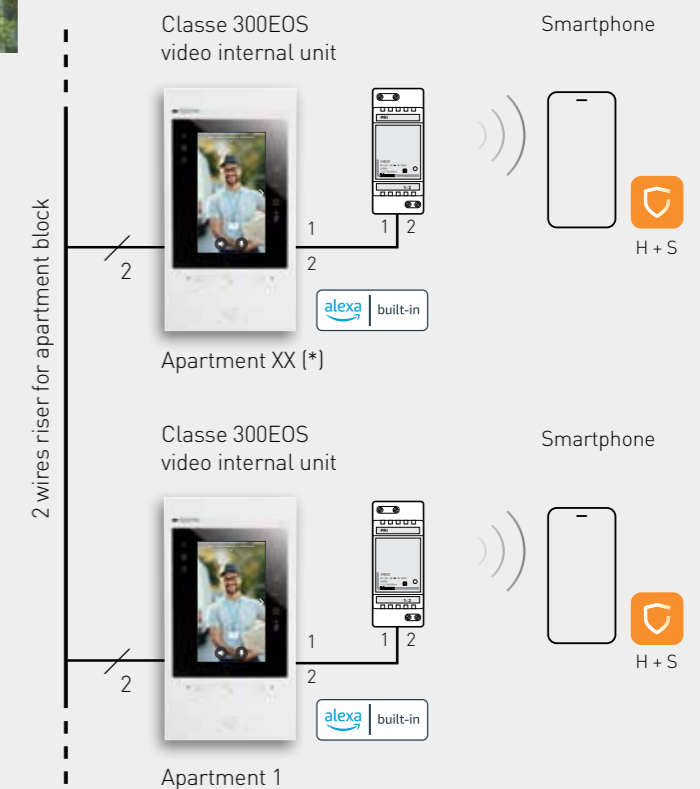 Classe 300EOS
video internal unit
Smartphone
PRI
1 2
1
2
2
H + S
alexa built-in
Apartment XX (*)
2 wires riser for apartment block
Classe 300EOS
video internal unit
Smartphone
PRI
1 2
1
2
2
H + S
alexa built-in
Apartment 1